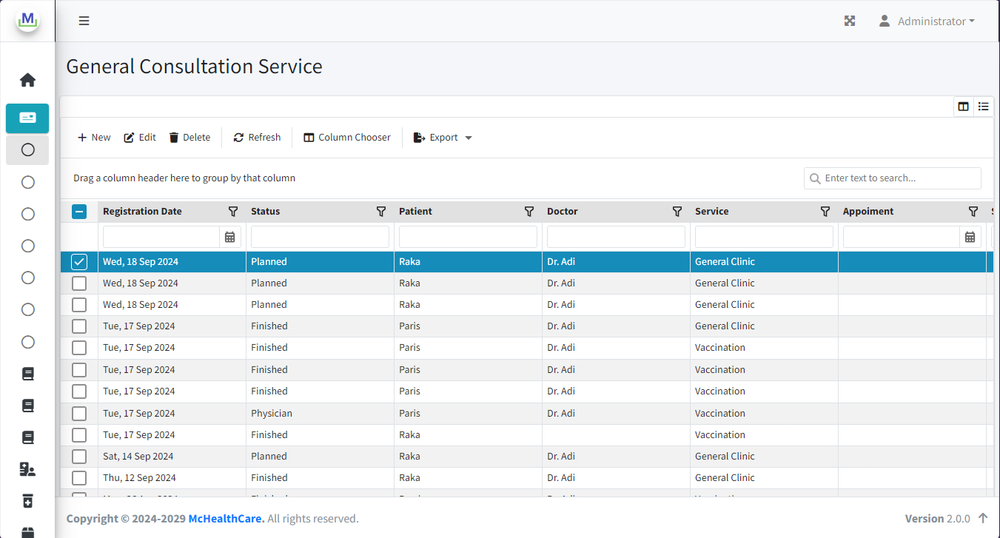 M
Administrator
General Consultation Service
New Edit Delete Refresh Column Chooser Export
Drag a column header here to group by that column
Enter text to search...
Registration Date Status Patient Doctor Service Appoiment
Wed, 18 Sep 2024 Planned Raka Dr. Adi General Clinic
Wed, 18 Sep 2024 Planned Raka Dr. Adi General Clinic
Wed, 18 Sep 2024 Planned Raka Dr. Adi General Clinic
Tue, 17 Sep 2024 Finished Paris Dr. Adi General Clinic
Tue, 17 Sep 2024 Finished Paris Dr. Adi Vaccination
Tue, 17 Sep 2024 Finished Paris Dr. Adi Vaccination
Tue, 17 Sep 2024 Finished Paris Dr. Adi Vaccination
Tue, 17 Sep 2024 Physician Paris Dr. Adi Vaccination
Tue, 17 Sep 2024 Finished Raka Vaccination
Sat, 14 Sep 2024 Planned Raka Dr. Adi General Clinic
Thu, 12 Sep 2024 Finished Raka Dr. Adi General Clinic
Copyright © 2024-2029 McHealthCare. All rights reserved.
Version 2.0.0